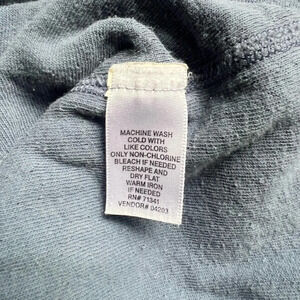 MACHINE WASH
COLD WITH
LIKE COLORS
ONLY NON-CHLORINE
BLEACH IF NEEDED
RESHAPE AND
DRY FLAT
WARM IRON
IF NEEDED
RN# 71341
VENDOR# 04203